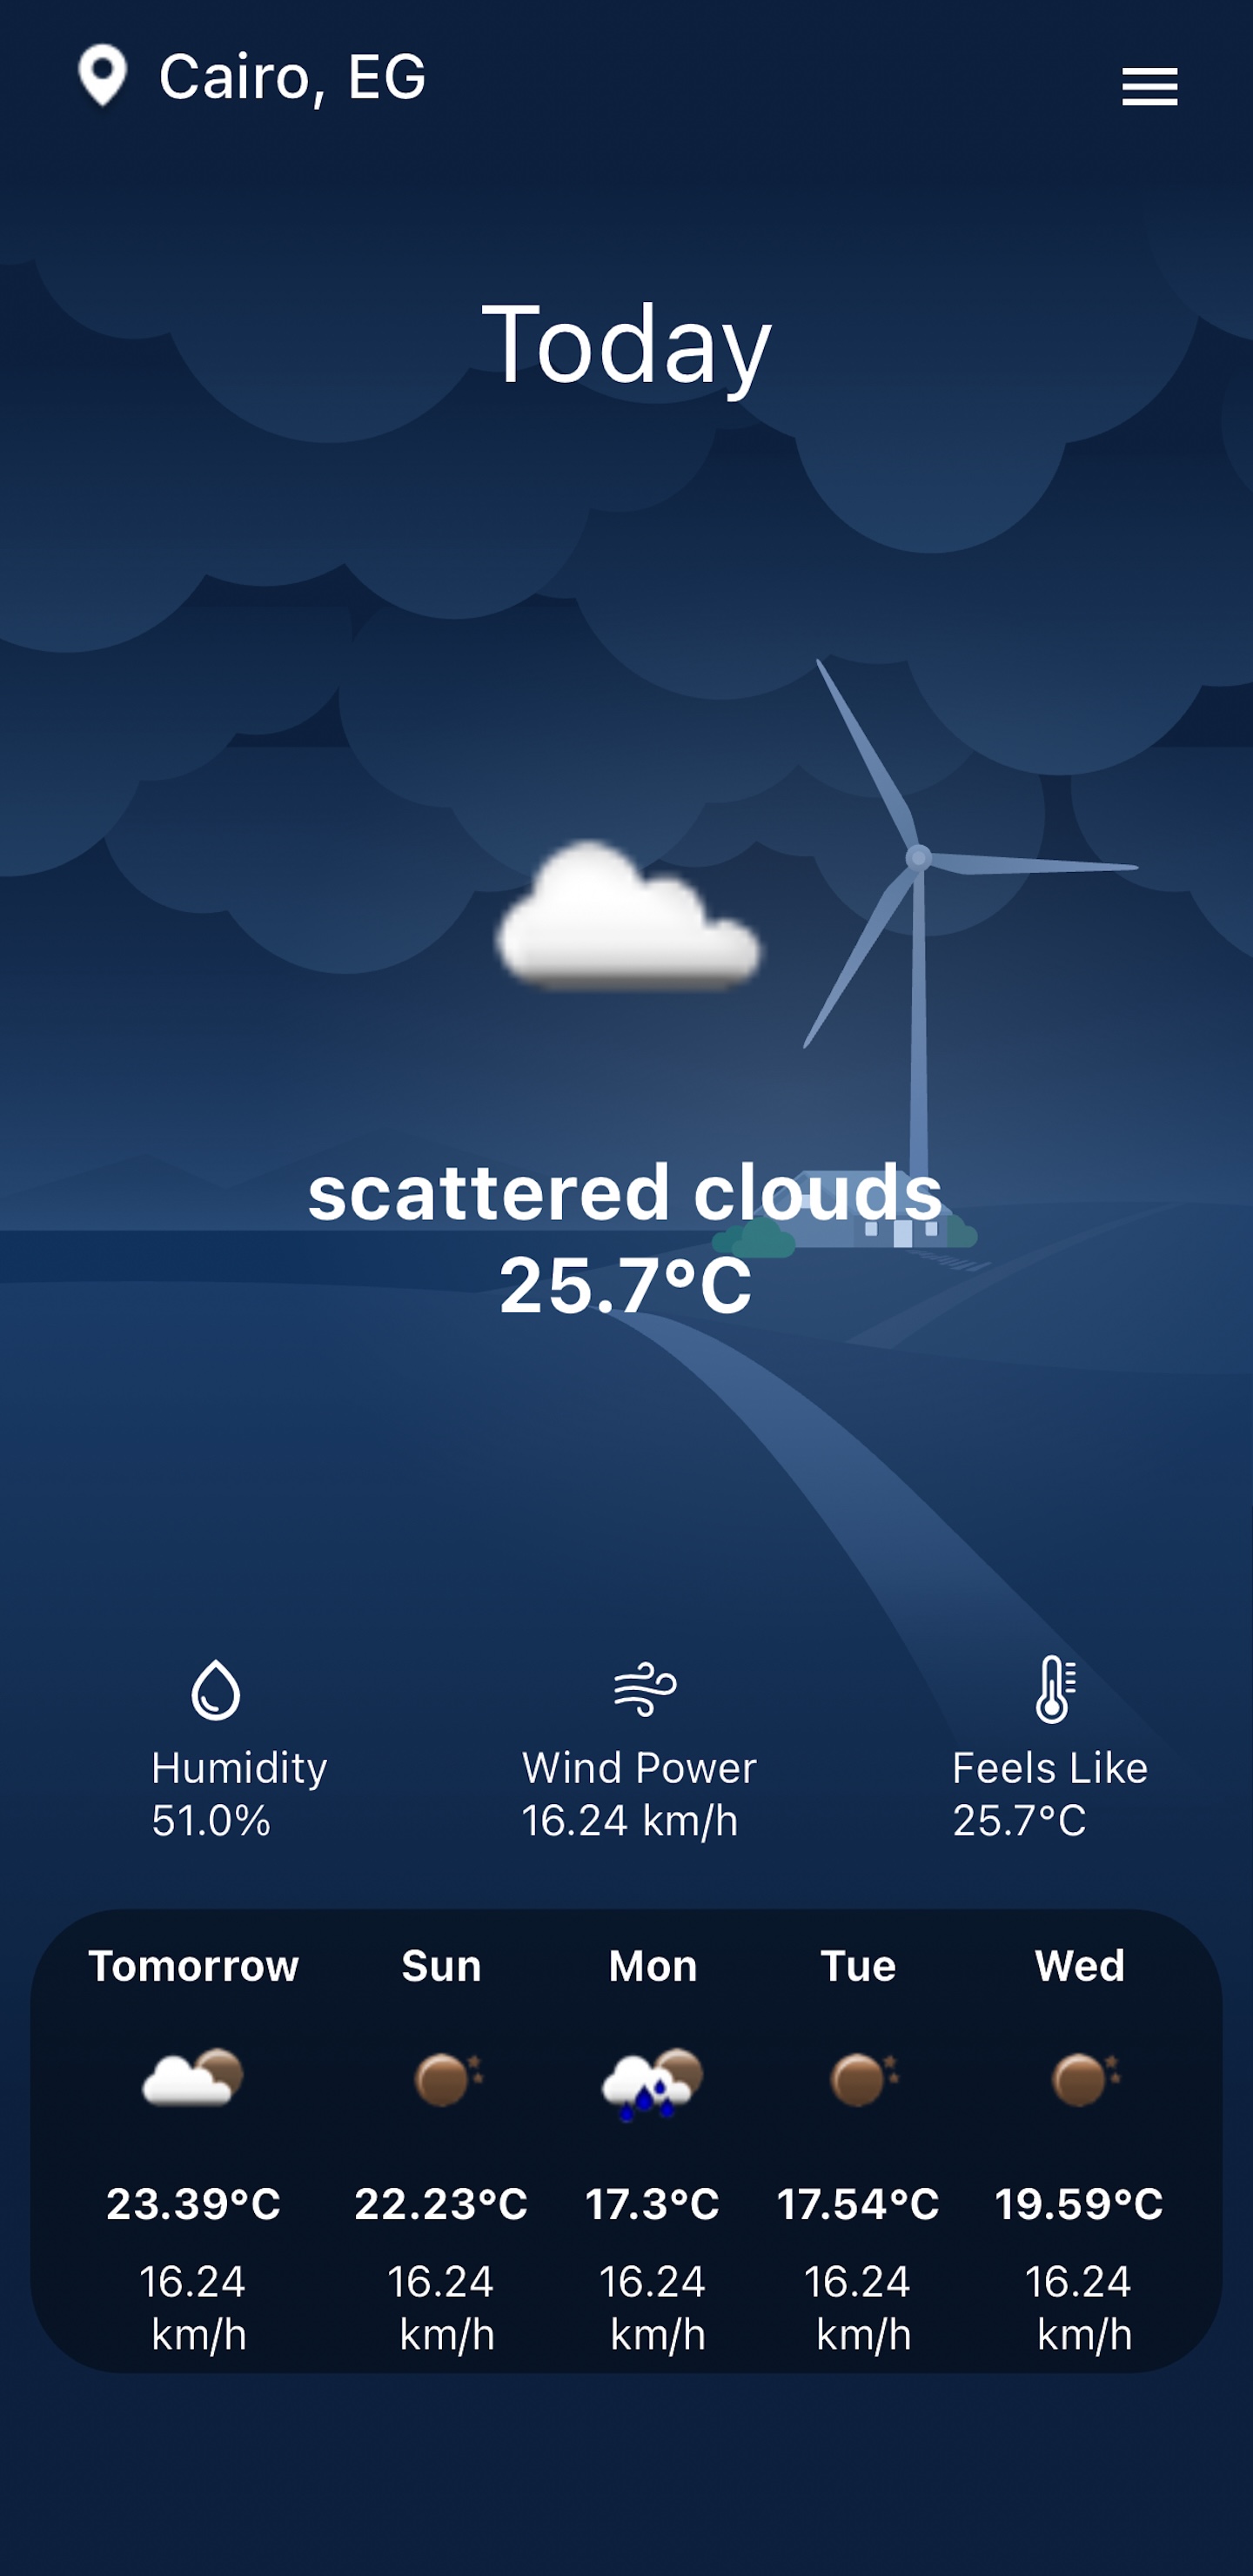 Cairo, EG
Today
scattered clouds
25.7°C
Humidity
51.0%
Wind Power
16.24 km/h
Feels Like
25.7°C
Tomorrow Sun Mon Tue Wed
23.39°C 22.23°C 17.3°C 17.54°C 19.59°C
16.24 16.24 16.24 16.24 16.24
km/h km/h km/h km/h km/h